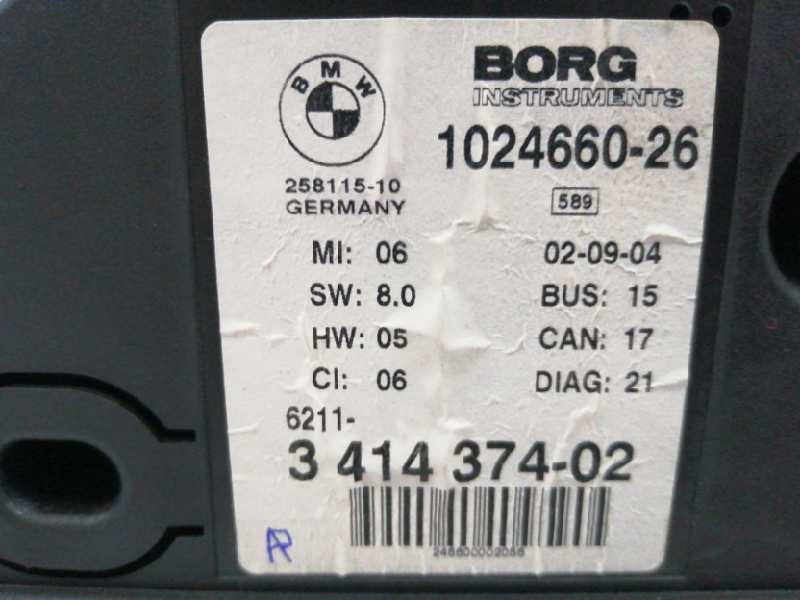 BMW
BORG
INSTRUMENTS
1024660-26
258115-10
GERMANY
589
MI: 06
02-09-04
SW: 8.0
BUS: 15
HW: 05
CAN: 17
CI: 06
DIAG: 21
6211-
3 414 374-02